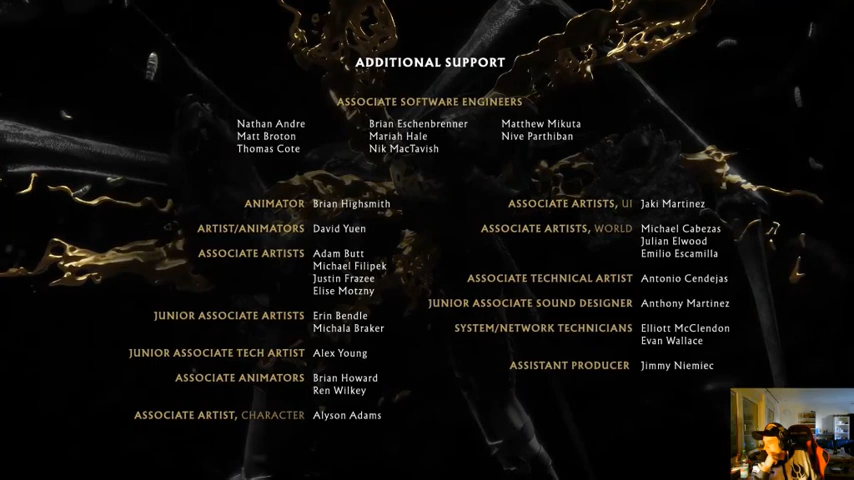 ADDITIONAL SUPPORT
ASSOCIATE SOFTWARE ENGINEERS
Nathan Andre
Matt Broton
Thomas Cote
Brian Eschenbrenner
Mariah Hale
Nik MacTavish
Matthew Mikuta
Nive Parthiban
ANIMATOR Brian Highsmith
ARTIST/ANIMATORS David Yuen
ASSOCIATE ARTISTS Adam Butt
Michael Filipek
Justin Frazee
Elise Motzny
JUNIOR ASSOCIATE ARTISTS Erin Bendle
Michala Braker
JUNIOR ASSOCIATE TECH ARTIST Alex Young
ASSOCIATE ANIMATORS Brian Howard
Ren Wilkey
ASSOCIATE ARTIST, CHARACTER Alyson Adams
ASSOCIATE ARTISTS, UI Jaki Martinez
ASSOCIATE ARTISTS, WORLD Michael Cabezas
Julian Elwood
Emilio Escamilla
ASSOCIATE TECHNICAL ARTIST Antonio Cendejas
JUNIOR ASSOCIATE SOUND DESIGNER Anthony Martinez
SYSTEM/NETWORK TECHNICIANS Elliott McClendon
Evan Wallace
ASSISTANT PRODUCER Jimmy Niemiec